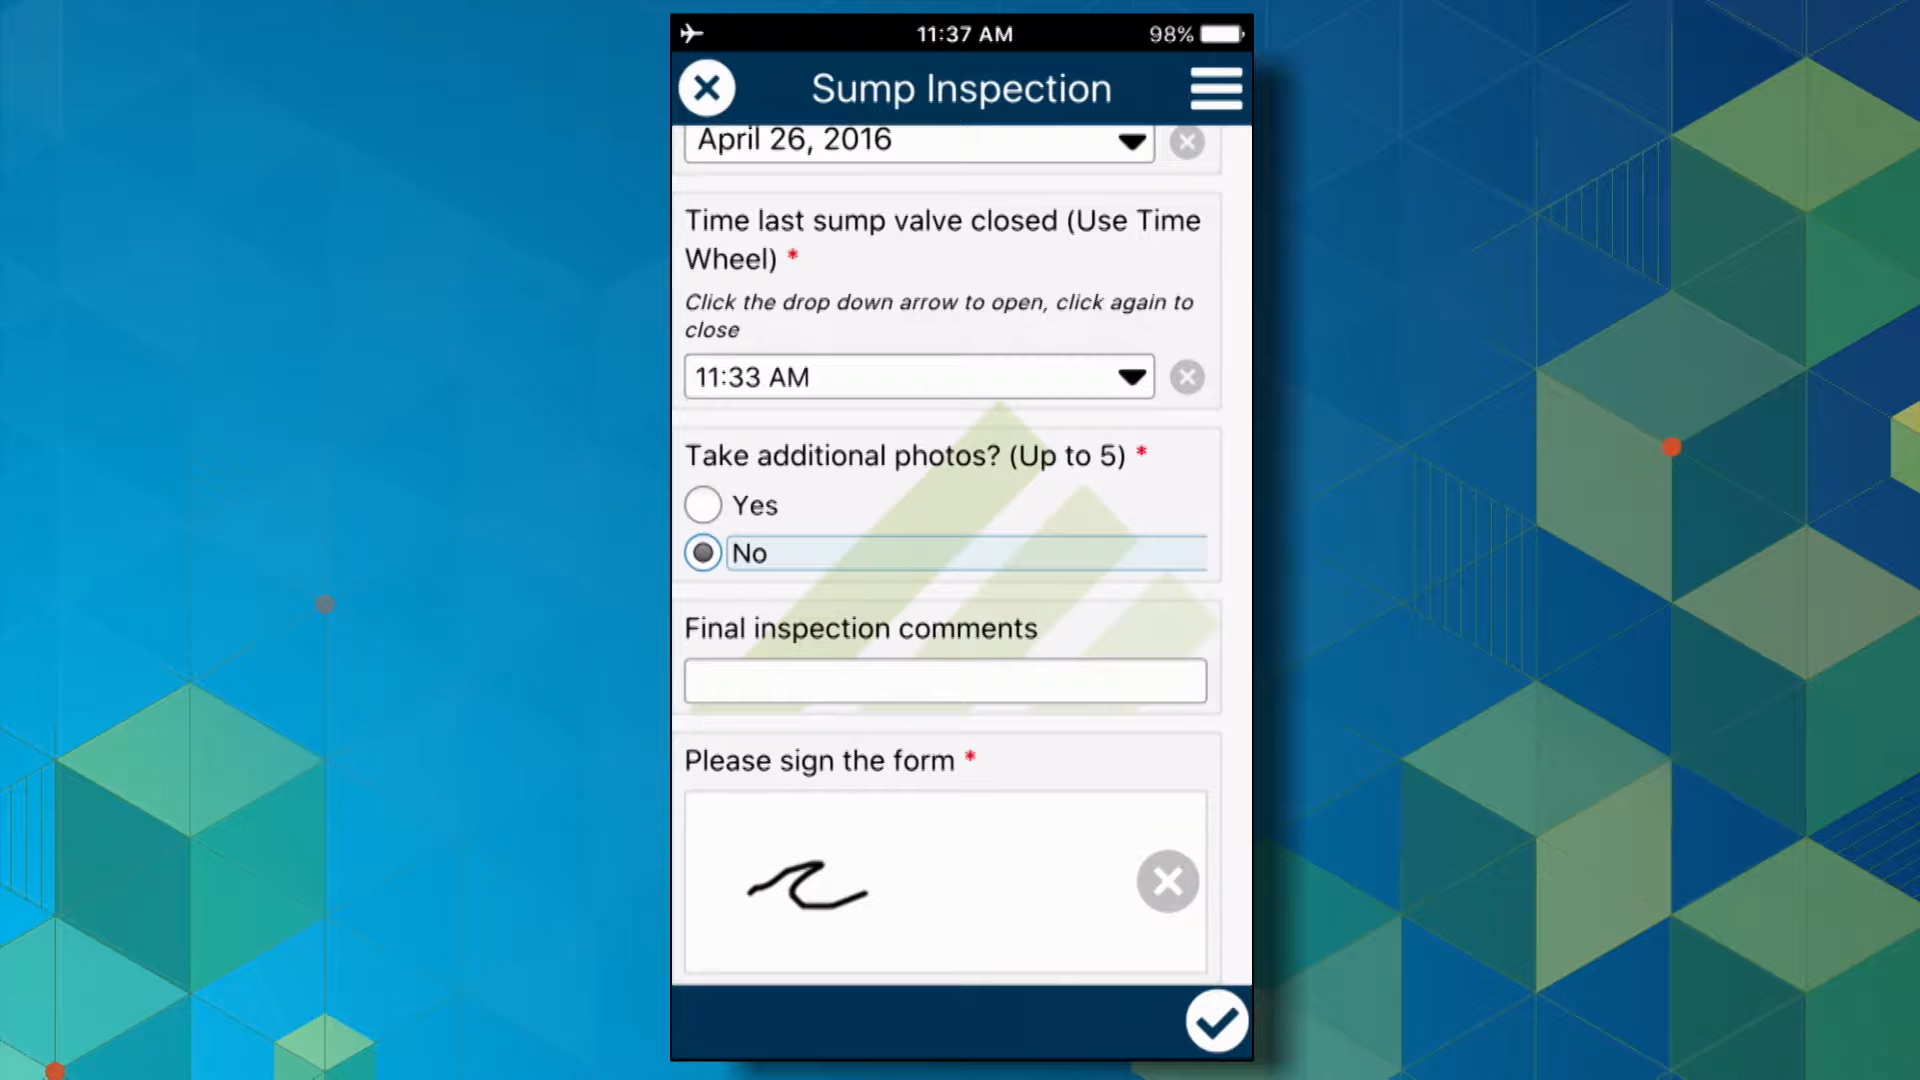 11:37 AM 98%
Sump Inspection
April 26, 2016
Time last sump valve closed (Use Time
Wheel) *
Click the drop down arrow to open, click again to
close
11:33 AM
Take additional photos? (Up to 5) *
Yes
No
Final inspection comments
Please sign the form *